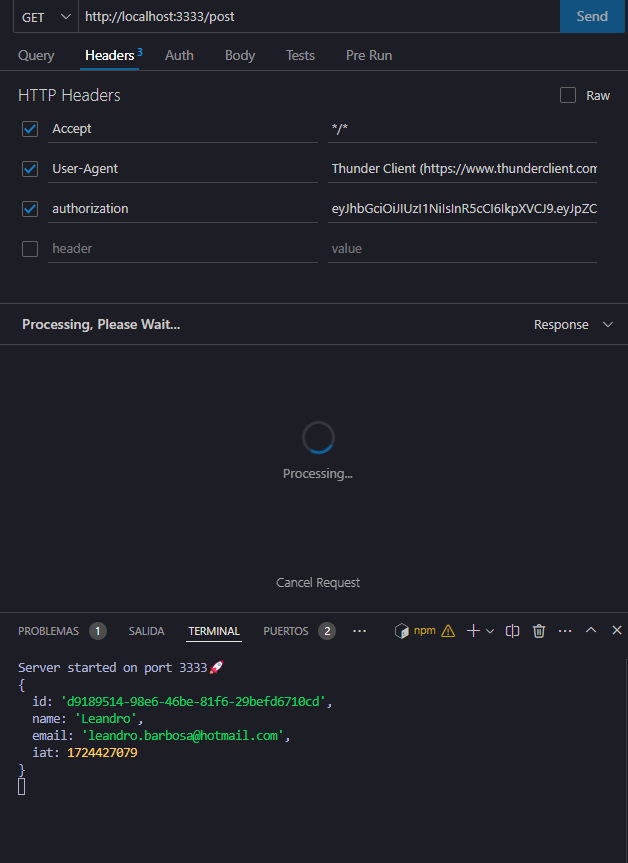 GET http://localhost:3333/post Send
Query Headers 3 Auth Body Tests Pre Run
HTTP Headers Raw
Accept */*
User-Agent Thunder Client (https://www.thunderclient.com
authorization eyJhbGciOiJIUzI1NiIsInR5cCI6IkpXVCJ9.eyJpZC
header value
Processing, Please Wait... Response
Processing...
Cancel Request
PROBLEMAS 1 SALIDA TERMINAL PUERTOS 2 ... npm ...
Server started on port 3333🚀
{
id: 'd9189514-98e6-46be-81f6-29befd6710cd',
name: 'Leandro',
email: 'leandro.barbosa@hotmail.com',
iat: 1724427079
}